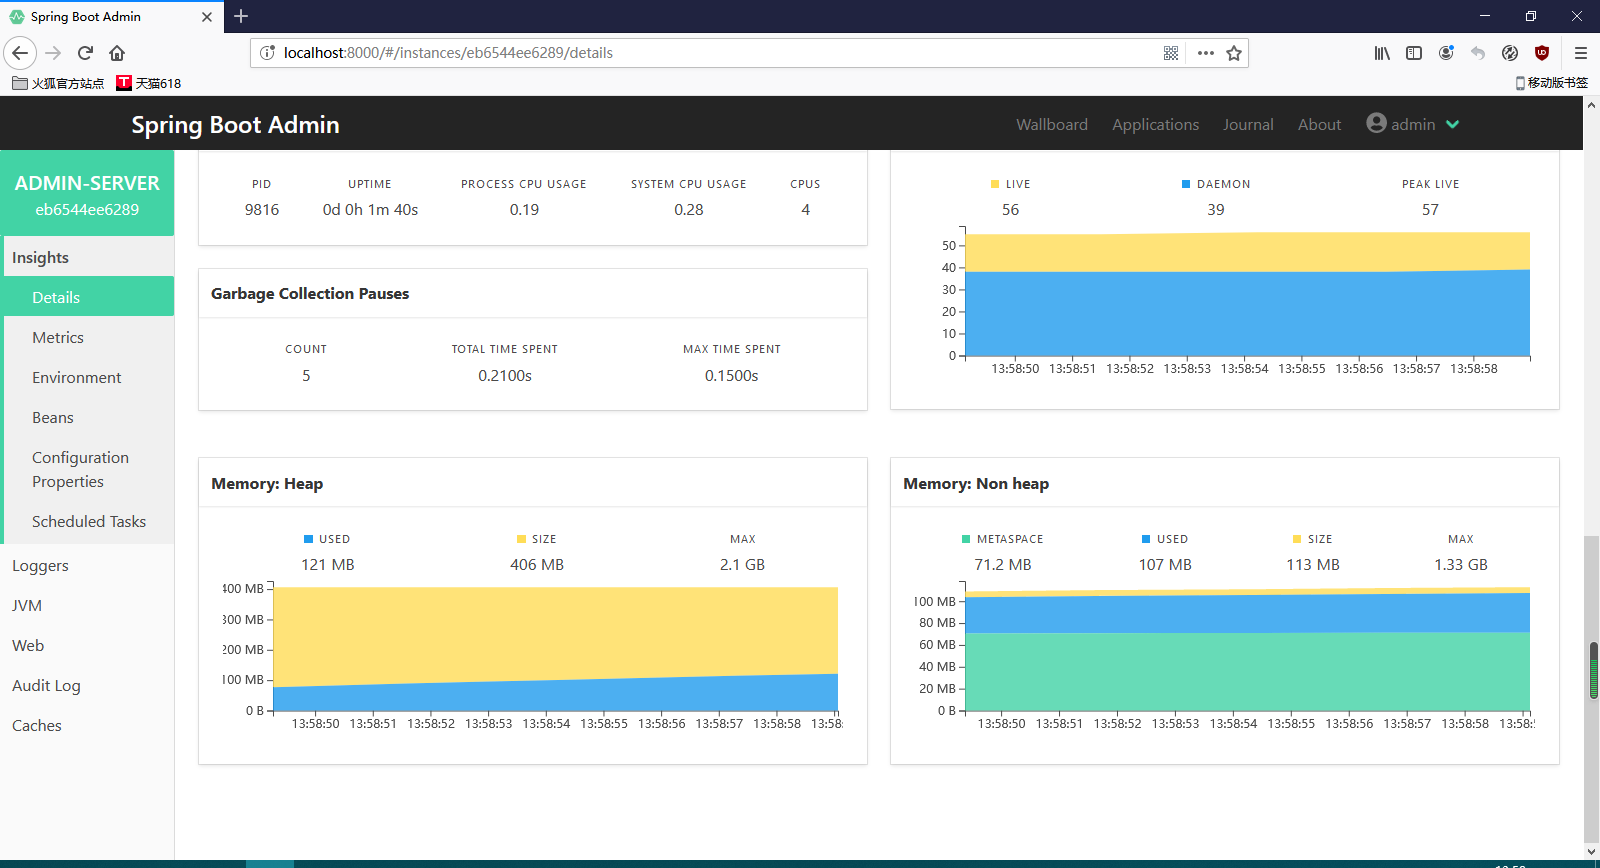 Spring Boot Admin
localhost:8000/#/instances/eb6544ee6289/details
火狐官方站点 天猫618 移动版书签
Spring Boot Admin Wallboard Applications Journal About admin
ADMIN-SERVER
eb6544ee6289
Insights
Details
Metrics
Environment
Beans
Configuration
Properties
Scheduled Tasks
Loggers
JVM
Web
Audit Log
Caches
PID UPTIME PROCESS CPU USAGE SYSTEM CPU USAGE CPUS
9816 0d 0h 1m 40s 0.19 0.28 4
LIVE DAEMON PEAK LIVE
56 39 57
50
40
30
20
10
0
13:58:50 13:58:51 13:58:52 13:58:53 13:58:54 13:58:55 13:58:56 13:58:57 13:58:58
Garbage Collection Pauses
COUNT TOTAL TIME SPENT MAX TIME SPENT
5 0.2100s 0.1500s
Memory: Heap
USED SIZE MAX
121 MB 406 MB 2.1 GB
400 MB
300 MB
200 MB
100 MB
0 B
13:58:50 13:58:51 13:58:52 13:58:53 13:58:54 13:58:55 13:58:56 13:58:57 13:58:58
Memory: Non heap
METASPACE USED SIZE MAX
71.2 MB 107 MB 113 MB 1.33 GB
100 MB
80 MB
60 MB
40 MB
20 MB
0 B
13:58:50 13:58:51 13:58:52 13:58:53 13:58:54 13:58:55 13:58:56 13:58:57 13:58:58